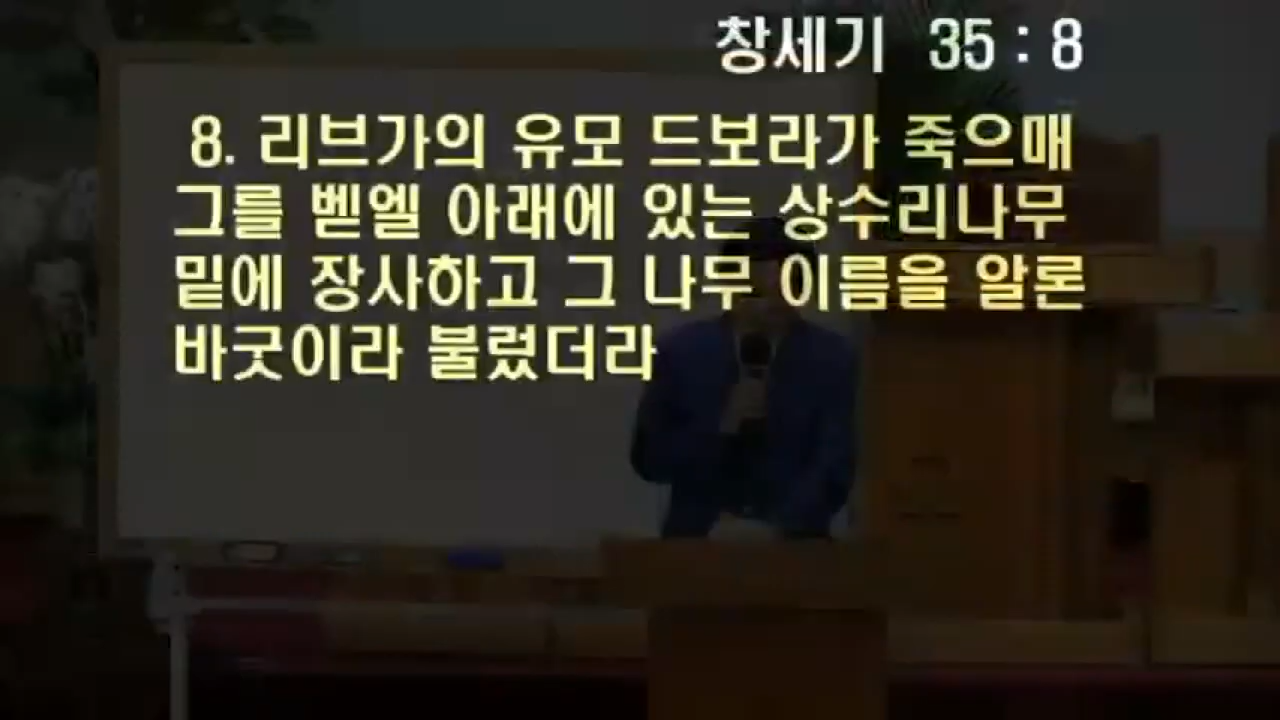 창세기 35 : 8
8. 리브가의 유모 드보라가 죽으매
그를 벧엘 아래에 있는 상수리나무
밑에 장사하고 그 나무 이름을 알론
바굿이라 불렀더라